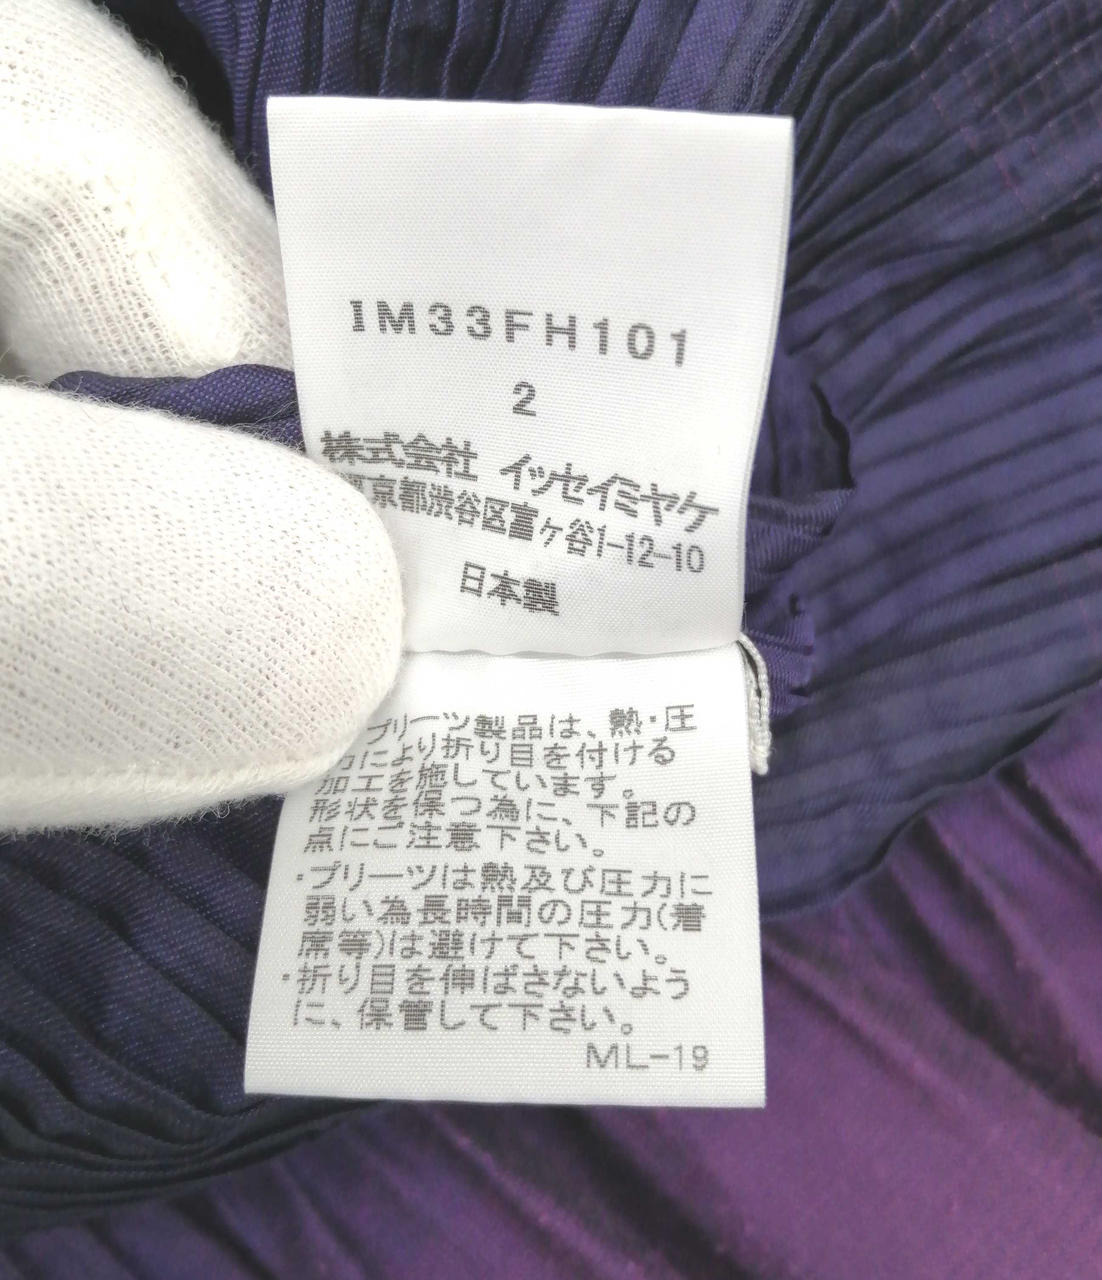 IM33FH101
2
株式会社 イッセイミヤケ
京都渋谷区富ヶ谷1-12-10
日本製
プリーツ製品は、熱・圧
力により折り目を付ける
加工を施しています。
形状を保つ為に、下記の
点にご注意下さい。
・プリーツは熱及び圧力に
弱い為長時間の圧力(着
席等)は避けて下さい。
・折り目を伸ばさないよう
に、保管して下さい。
ML-19